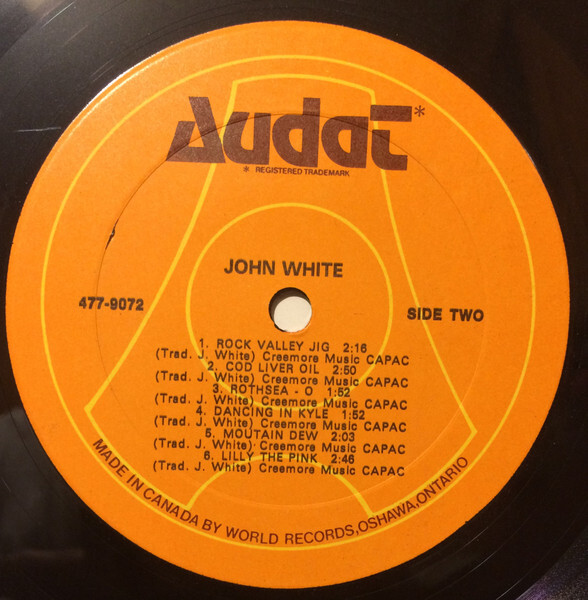 Audat*
* REGISTERED TRADEMARK
JOHN WHITE
477-9072
SIDE TWO
1. ROCK VALLEY JIG 2:16
(Trad. J. White) Creemore Music CAPAC
2. COD LIVER OIL 2:50
(Trad. J. White) Creemore Music CAPAC
3. ROTHSEA - O 1:52
(Trad. J. White) Creemore Music CAPAC
4. DANCING IN KYLE 1:52
(Trad. J. White) Creemore Music CAPAC
5. MOUTAIN DEW 2:03
(Trad. J. White) Creemore Music CAPAC
6. LILLY THE PINK 2:46
(Trad. J. White) Creemore Music CAPAC
MADE IN CANADA BY WORLD RECORDS,OSHAWA,ONTARIO